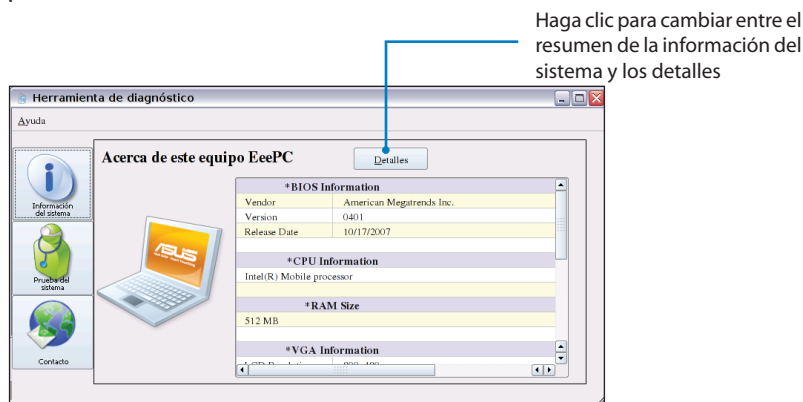 Haga clic para cambiar entre el
resumen de la información del
sistema y los detalles
Herramienta de diagnóstico
Ayuda
Acerca de este equipo EeePC
Detalles
Información
del sistema
Prueba del
sistema
Contacto
ASUS
*BIOS Information
Vendor American Megatrends Inc.
Version 0401
Release Date 10/17/2007
*CPU Information
Intel(R) Mobile processor
*RAM Size
512 MB
*VGA Information